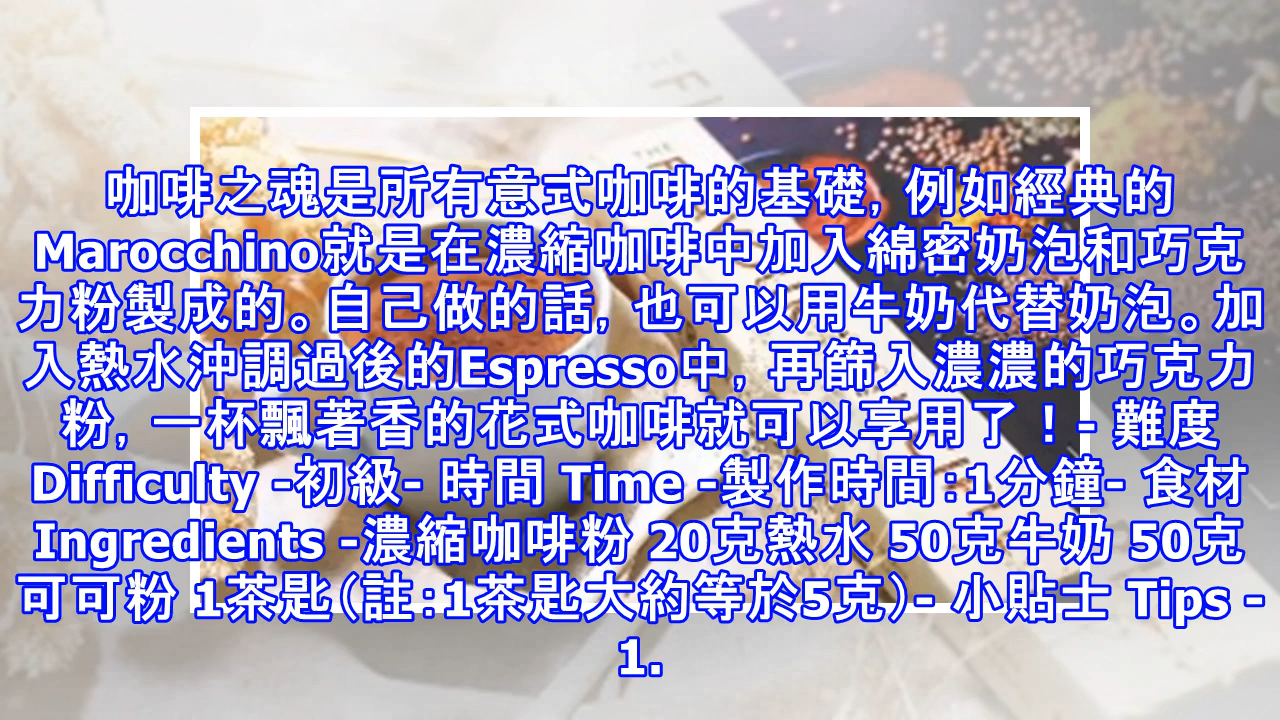 咖啡之魂是所有意式咖啡的基礎, 例如經典的
Marocchino就是在濃縮咖啡中加入綿密奶泡和巧克
力粉製成的。自己做的話, 也可以用牛奶代替奶泡。加
入熱水沖調過後的Espresso中, 再篩入濃濃的巧克力
粉, 一杯飄著香的花式咖啡就可以享用了！- 難度
Difficulty -初級- 時間 Time -製作時間:1分鐘- 食材
Ingredients -濃縮咖啡粉 20克熱水 50克牛奶 50克
可可粉 1茶匙(註:1茶匙大約等於5克)- 小貼士 Tips -
1.